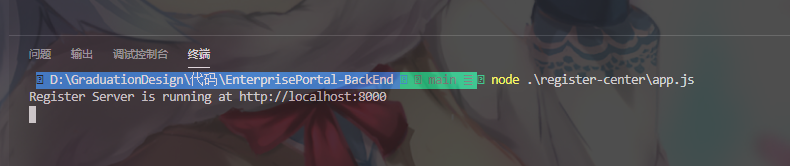 问题 输出 调试控制台 终端
D:\GraduationDesign\代码\EnterprisePortal-BackEnd main ☰ node .\register-center\app.js
Register Server is running at http://localhost:8000